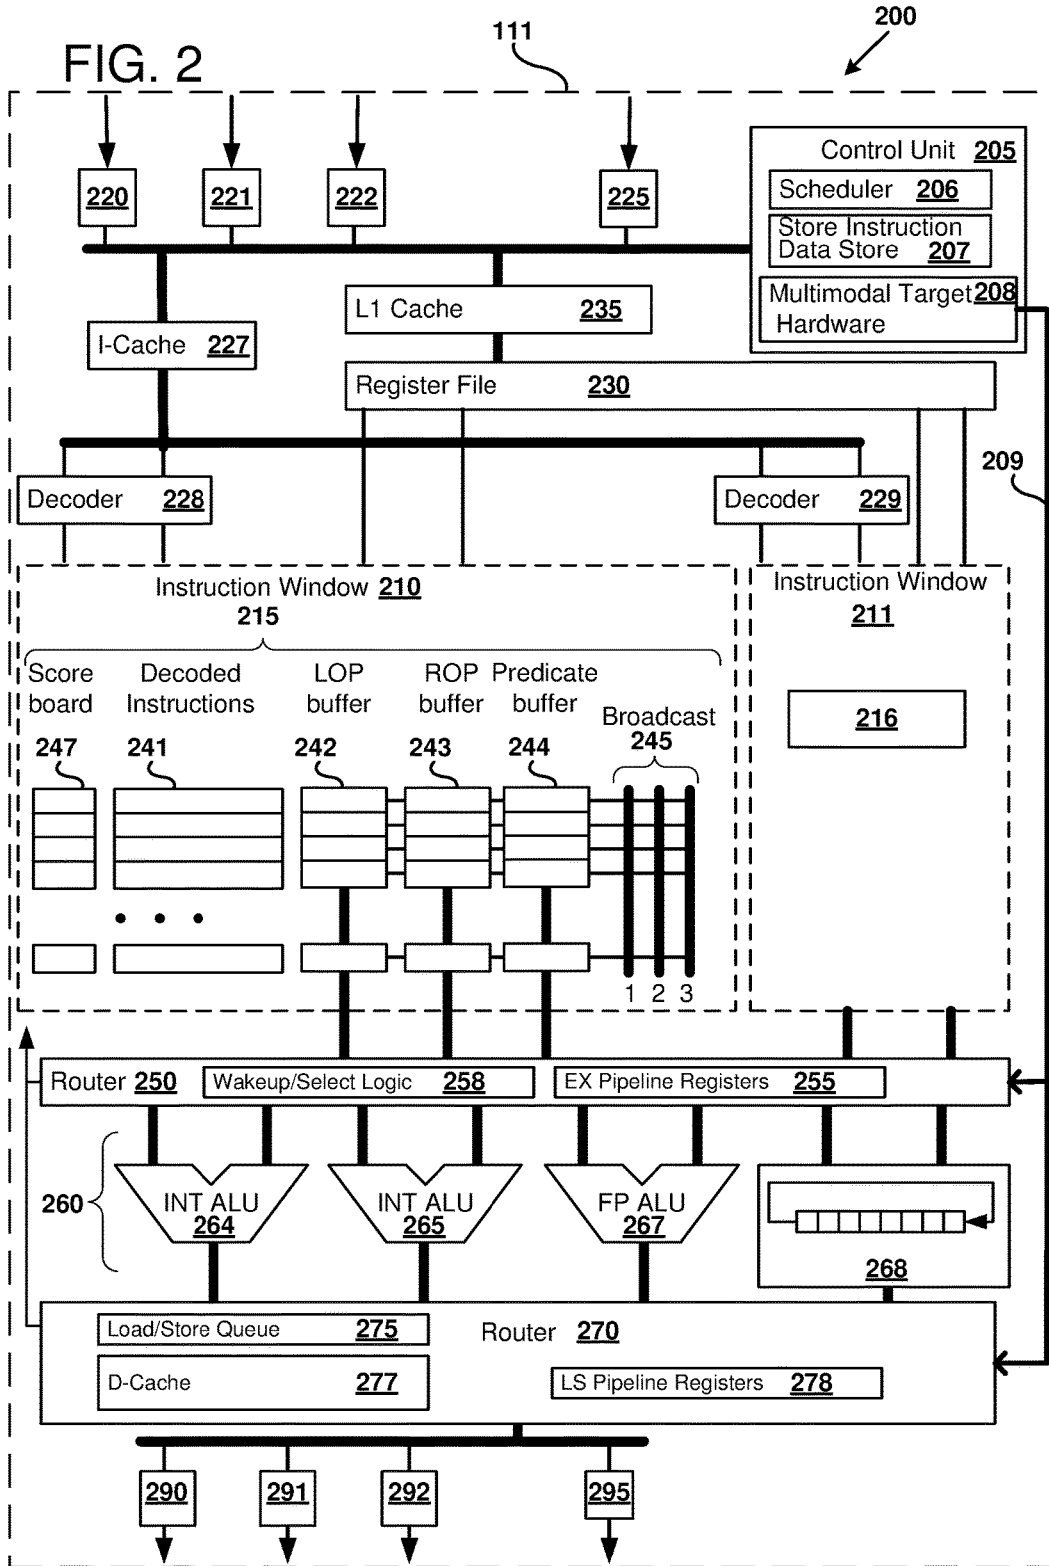 FIG. 2
111
200
220
221
222
225
Control Unit 205
Scheduler 206
Store Instruction
Data Store 207
Multimodal Target 208
Hardware
L1 Cache 235
I-Cache 227
Register File 230
209
Decoder 228
Decoder 229
Instruction Window 210
Instruction Window
211
215
Score
board
Decoded
Instructions
LOP
buffer
ROP
buffer
Predicate
buffer
Broadcast
245
216
247
241
242
243
244
1 2 3
Router 250
Wakeup/Select Logic 258
EX Pipeline Registers 255
260
INT ALU
264
INT ALU
265
FP ALU
267
268
Load/Store Queue 275
Router 270
D-Cache 277
LS Pipeline Registers 278
290
291
292
295